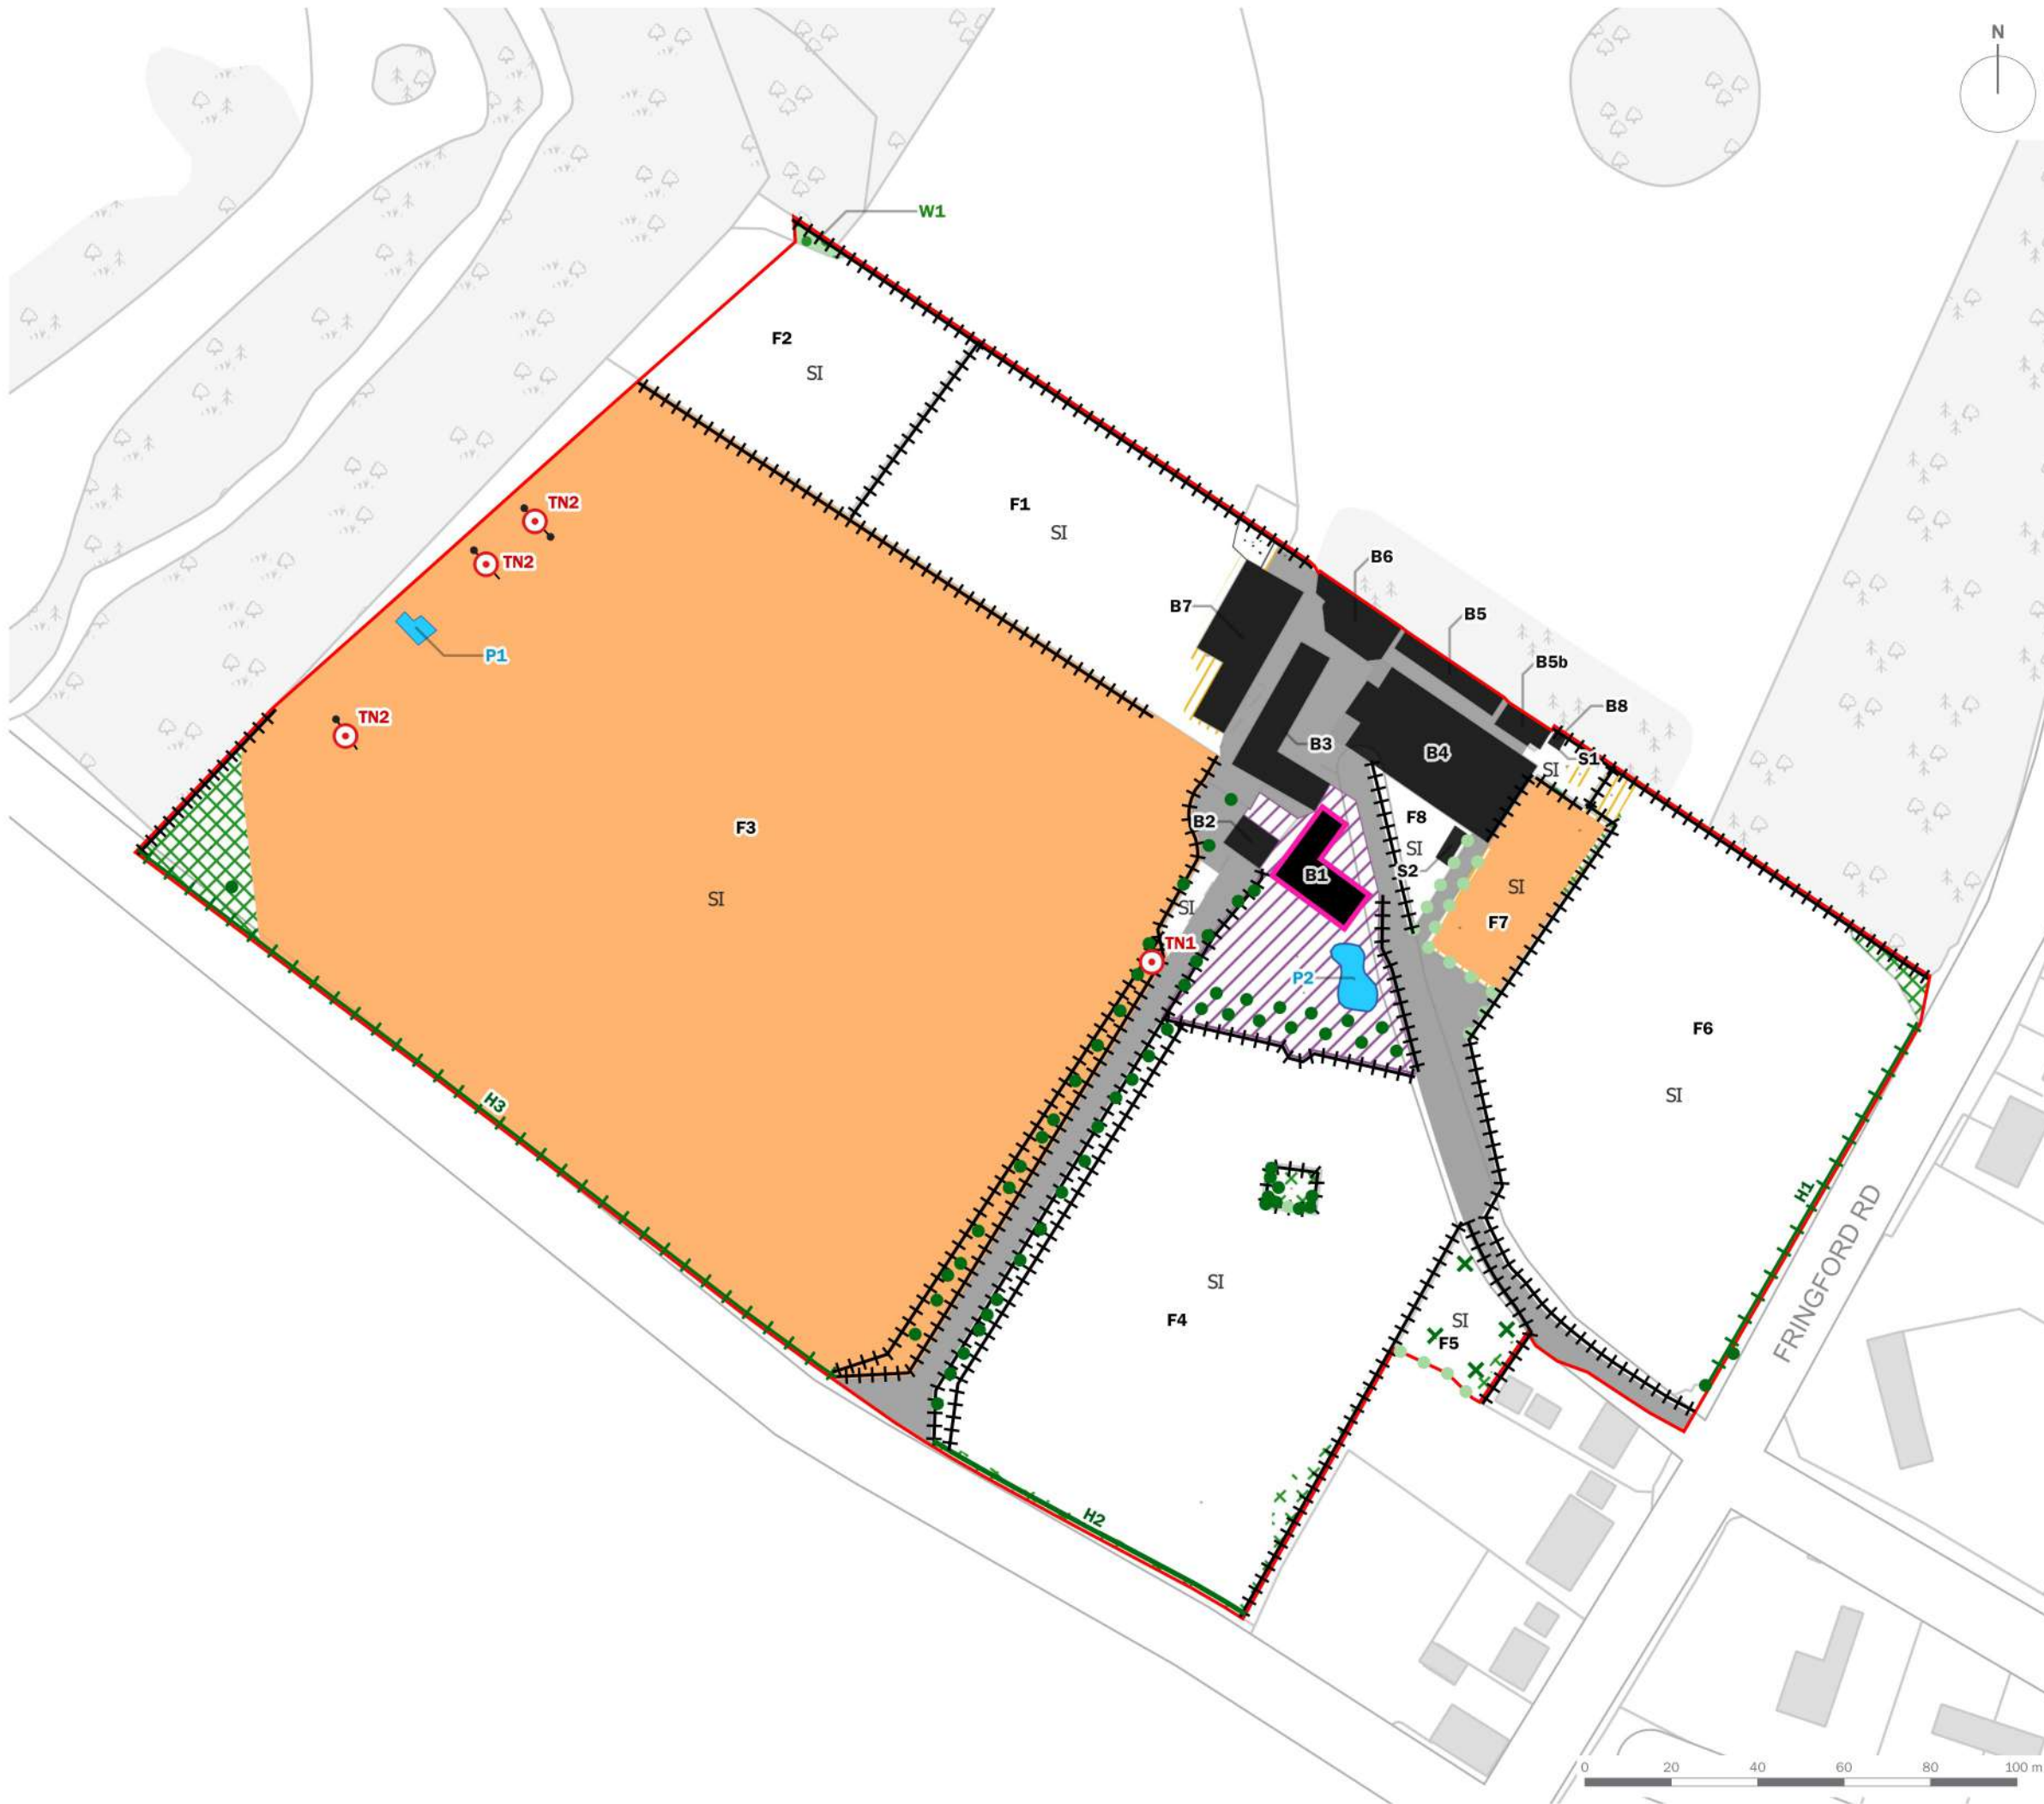 N
W1
F2
SI
F1
SI
TN2
TN2
P1
TN2
B6
B7
B5
B5b
B8
B3
B4
S1
SI
F3
SI
B2
B1
F8
SI
S2
SI
F7
SI
TN1
P2
F6
SI
H3
H1
FRINGFORD RD
SI
F4
SI
F5
H2
0 20 40 60 80 100 m